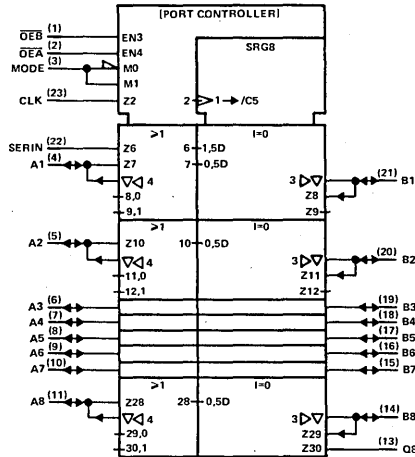 [PORT CONTROLLER]
OEB (1) EN3 SRG8
OEA (2) EN4
MODE (3) M0
M1
CLK (23) Z2 2 1 /C5
≥1 I=0
SERIN (22) Z6 6 1,5D
A1 (4) Z7 7 0,5D (21) B1
4 3 Z8
8,0
9,1 Z9
≥1 I=0
A2 (5) Z10 10 0,5D (20) B2
4 3 Z11
11,0
12,1 Z12
A3 (6) (19) B3
A4 (7) (18) B4
A5 (8) (17) B5
A6 (9) (16) B6
A7 (10) (15) B7
≥1 I=0
A8 (11) Z28 28 0,5D (14) B8
4 3 Z29
29,0
30,1 Z30 (13) Q8